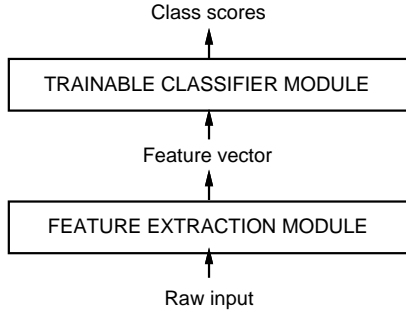 Class scores
TRAINABLE CLASSIFIER MODULE
Feature vector
FEATURE EXTRACTION MODULE
Raw input